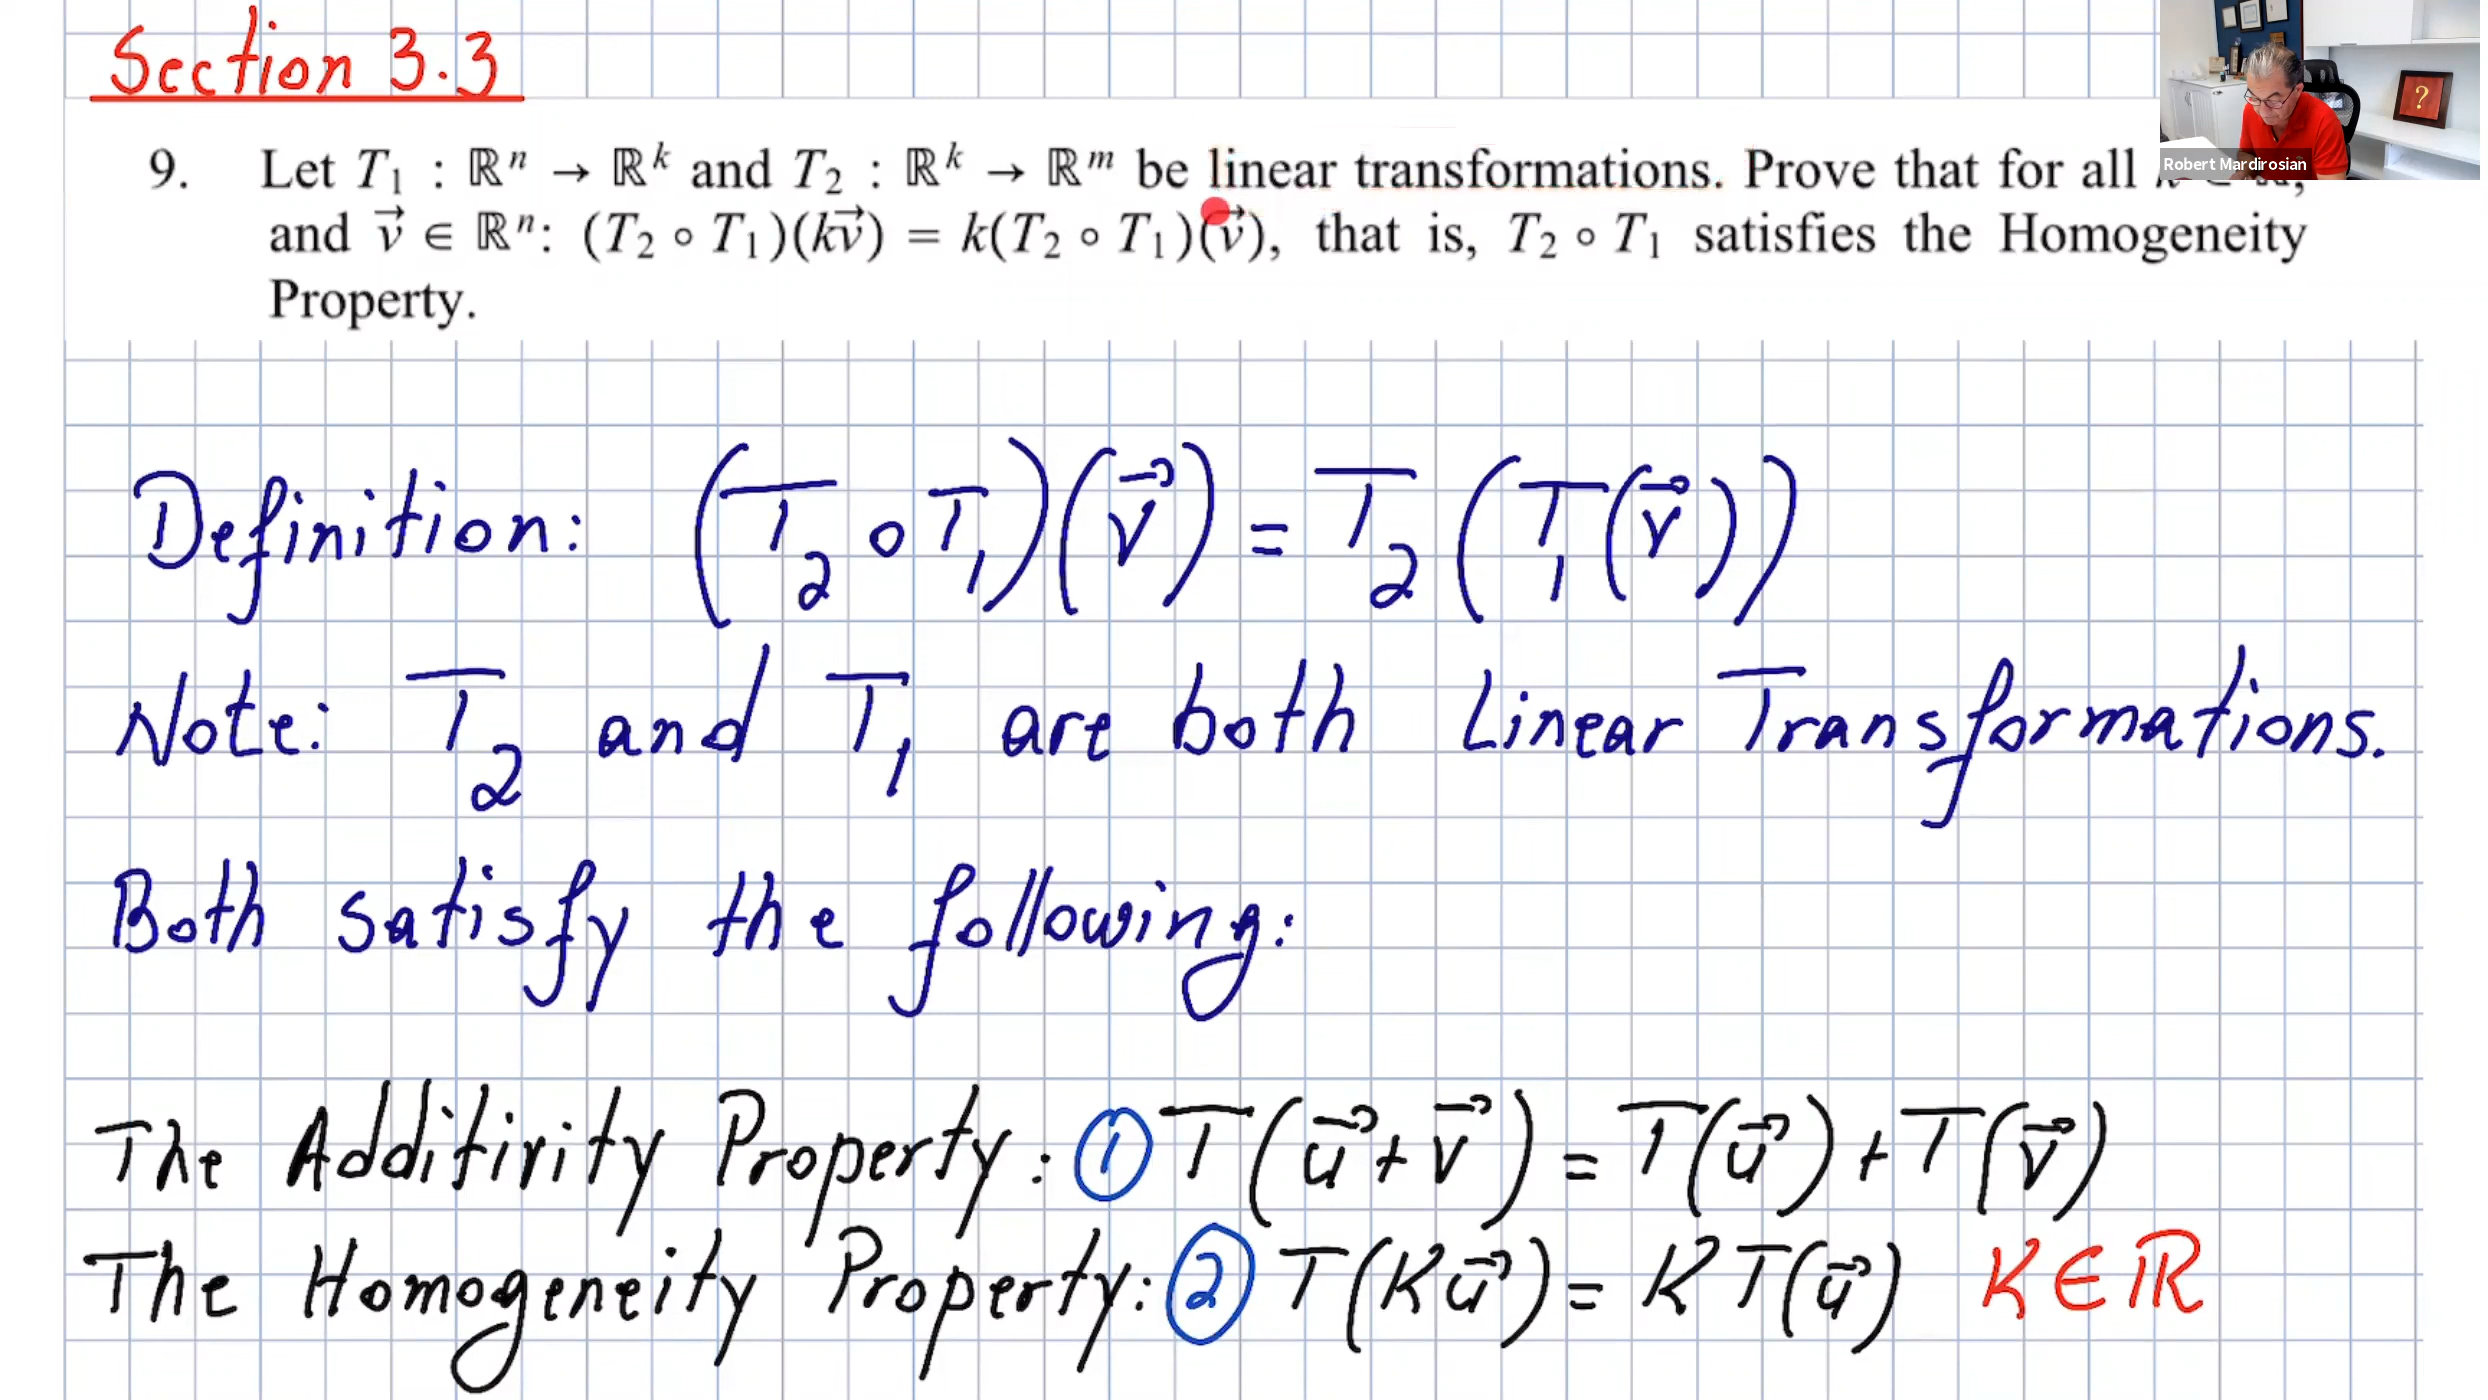 Section 3.3
Robert Mardirosian
9. Let T₁ : ℝⁿ → ℝᵏ and T₂ : ℝᵏ → ℝᵐ be linear transformations. Prove that for all
and v⃗ ∈ ℝⁿ: (T₂ ∘ T₁)(kv⃗) = k(T₂ ∘ T₁)(v⃗), that is, T₂ ∘ T₁ satisfies the Homogeneity
Property.
Definition: (T₂ ∘ T₁)(v⃗) = T₂(T₁(v⃗))
Note: T₂ and T₁ are both Linear Transformations.
Both satisfy the following:
The Additivity Property: ① T(u⃗ + v⃗) = T(u⃗) + T(v⃗)
The Homogeneity Property: ② T(Ku⃗) = K T(u⃗) K ∈ ℝ
?